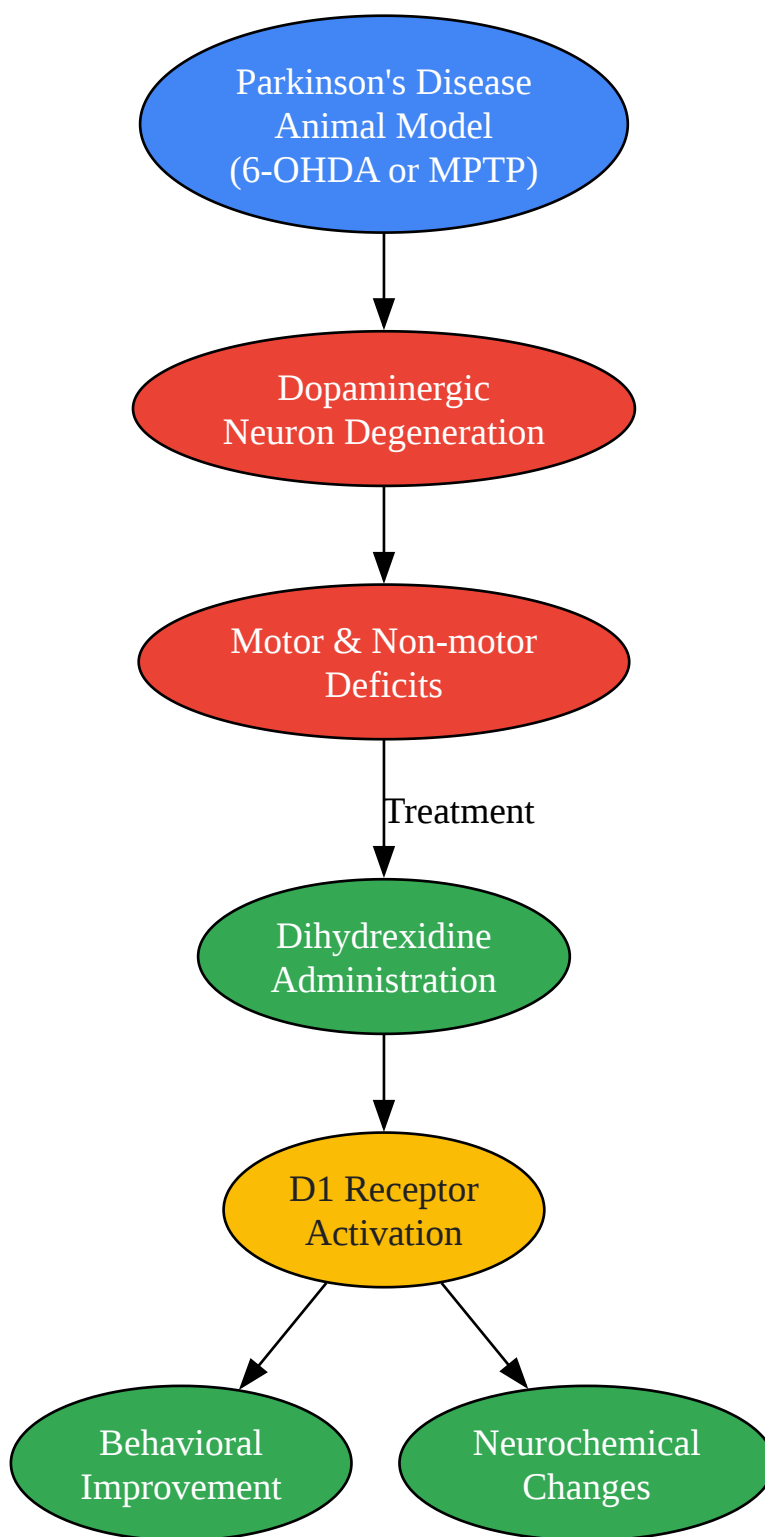 Parkinson's Disease
Animal Model
(6-OHDA or MPTP)
Dopaminergic
Neuron Degeneration
Motor & Non-motor
Deficits
Treatment
Dihydrexidine
Administration
D1 Receptor
Activation
Behavioral
Improvement
Neurochemical
Changes